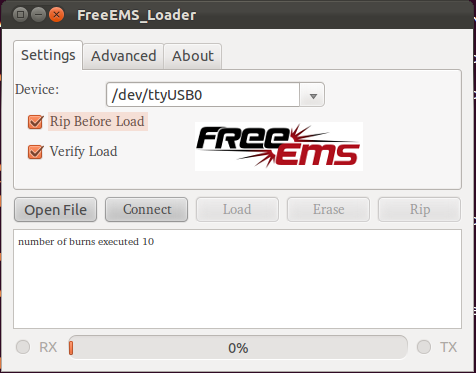 FreeEMS_Loader
Settings Advanced About
Device: /dev/ttyUSB0
Rip Before Load
FREE
EMS
Verify Load
Open File Connect Load Erase Rip
number of burns executed 10
RX 0% TX